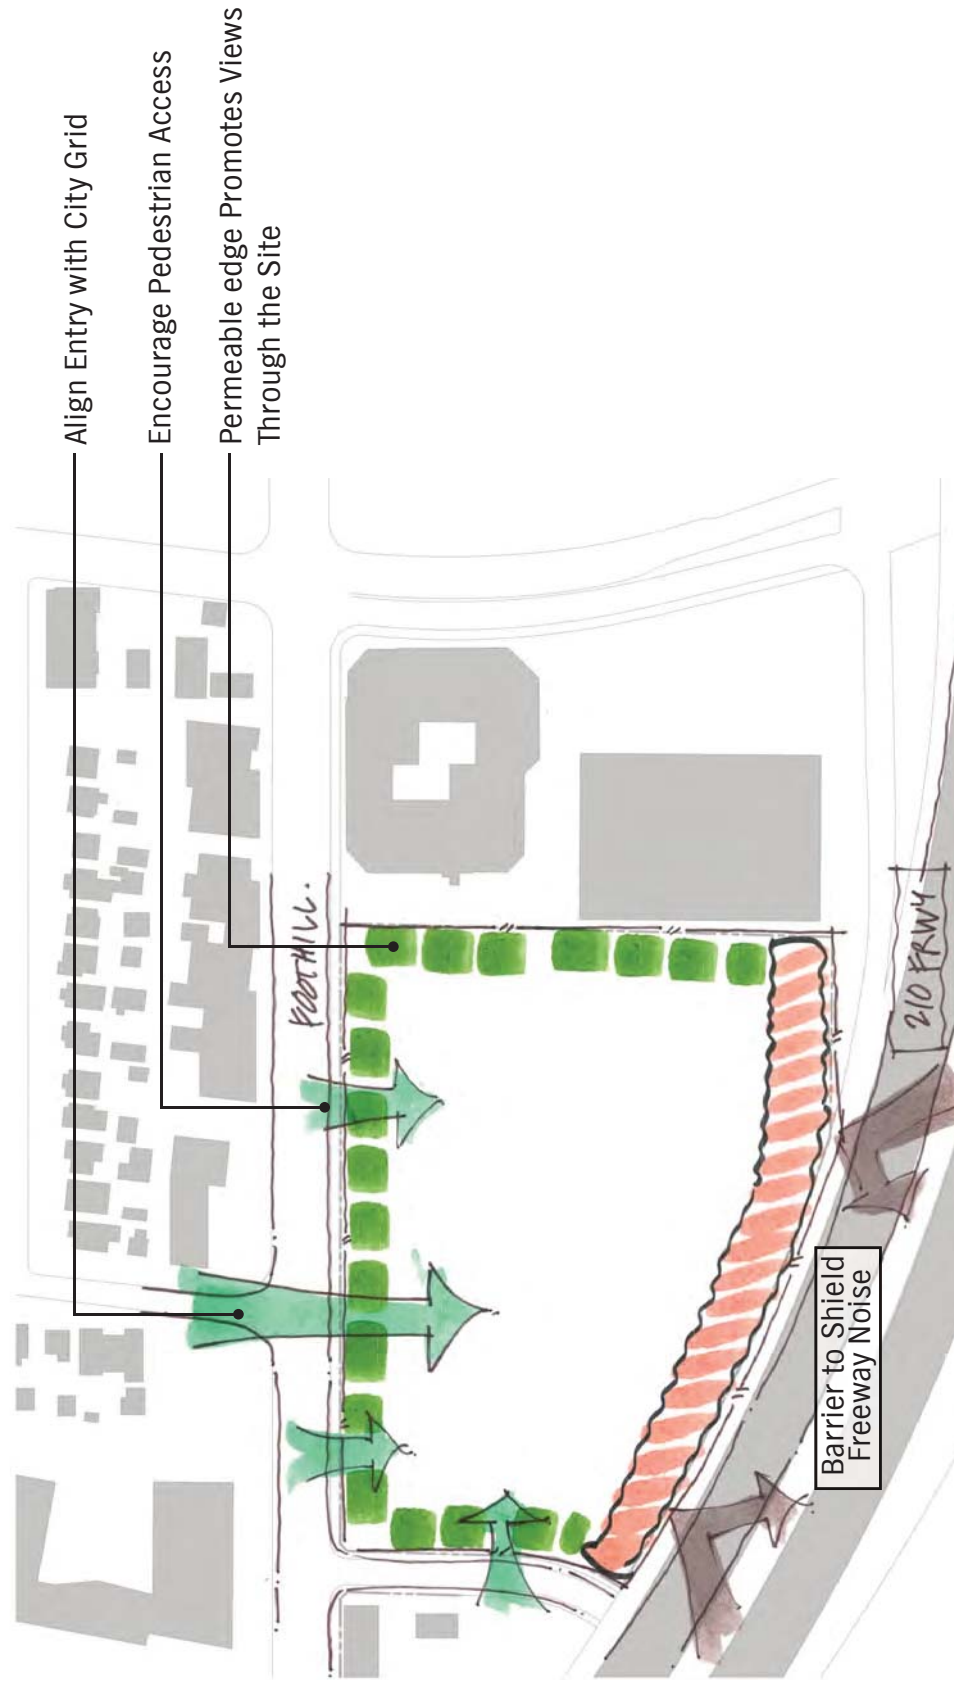 Align Entry with City Grid
Encourage Pedestrian Access
Permeable edge Promotes Views
Through the Site
FOOTHILL.
210 FRWY
Barrier to Shield
Freeway Noise